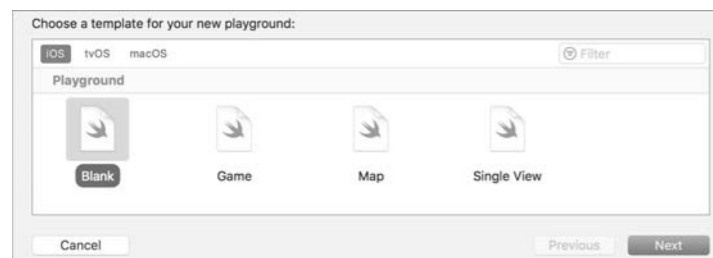 Choose a template for your new playground:
iOS tvOS macOS Filter
Playground
Blank Game Map Single View
Cancel Previous Next